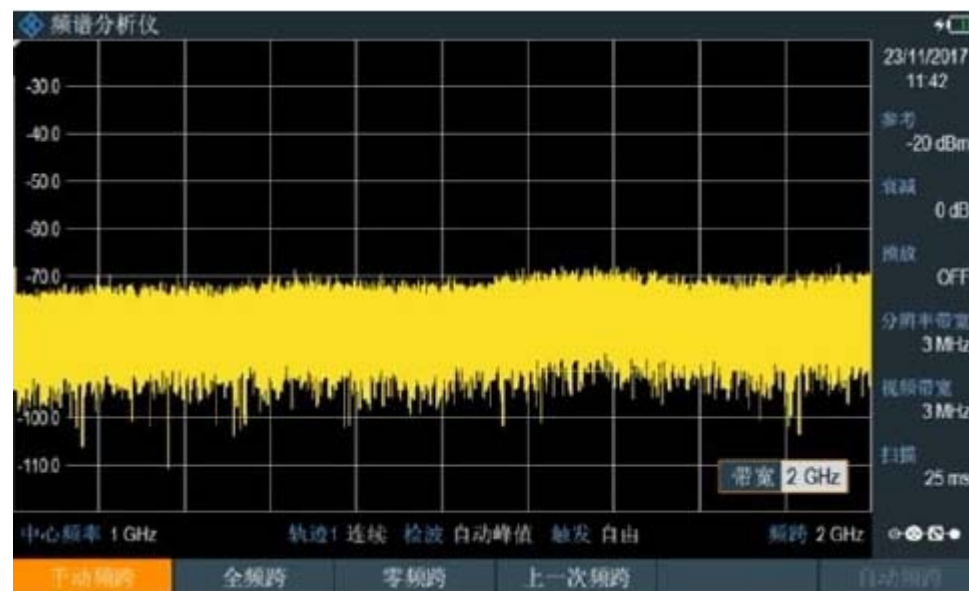 频谱分析仪
23/11/2017
11:42
-30.0
-40.0
-50.0
-60.0
-70.0
-100.0
-110.0
参考
-20 dBm
衰减
0 dB
预放
OFF
分辨率带宽
3 MHz
视频带宽
3 MHz
扫描
25 ms
带宽 2 GHz
中心频率 1 GHz 轨迹1 连续 检波 自动峰值 触发 自由 频跨 2 GHz
手动频跨 全频跨 零频跨 上一次频跨 自动频跨